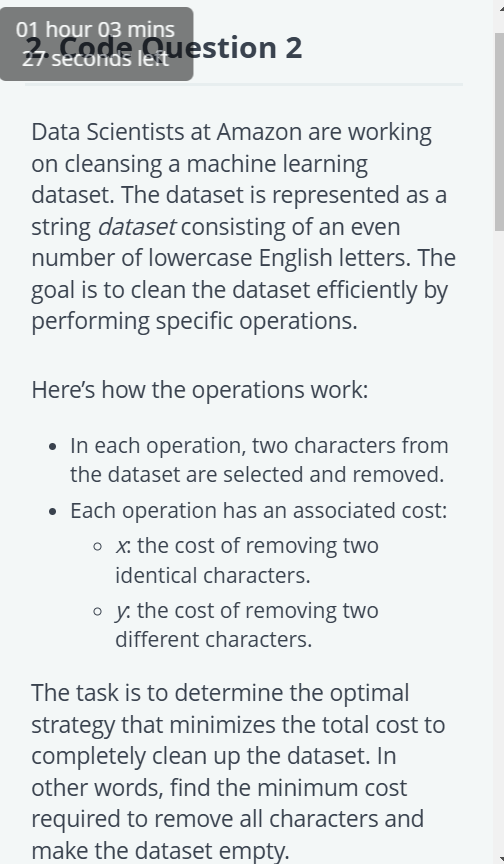 01 hour 03 mins
27 seconds left
2. Code Question 2
Data Scientists at Amazon are working
on cleansing a machine learning
dataset. The dataset is represented as a
string dataset consisting of an even
number of lowercase English letters. The
goal is to clean the dataset efficiently by
performing specific operations.
Here's how the operations work:
• In each operation, two characters from
the dataset are selected and removed.
• Each operation has an associated cost:
◦ x: the cost of removing two
identical characters.
◦ y: the cost of removing two
different characters.
The task is to determine the optimal
strategy that minimizes the total cost to
completely clean up the dataset. In
other words, find the minimum cost
required to remove all characters and
make the dataset empty.